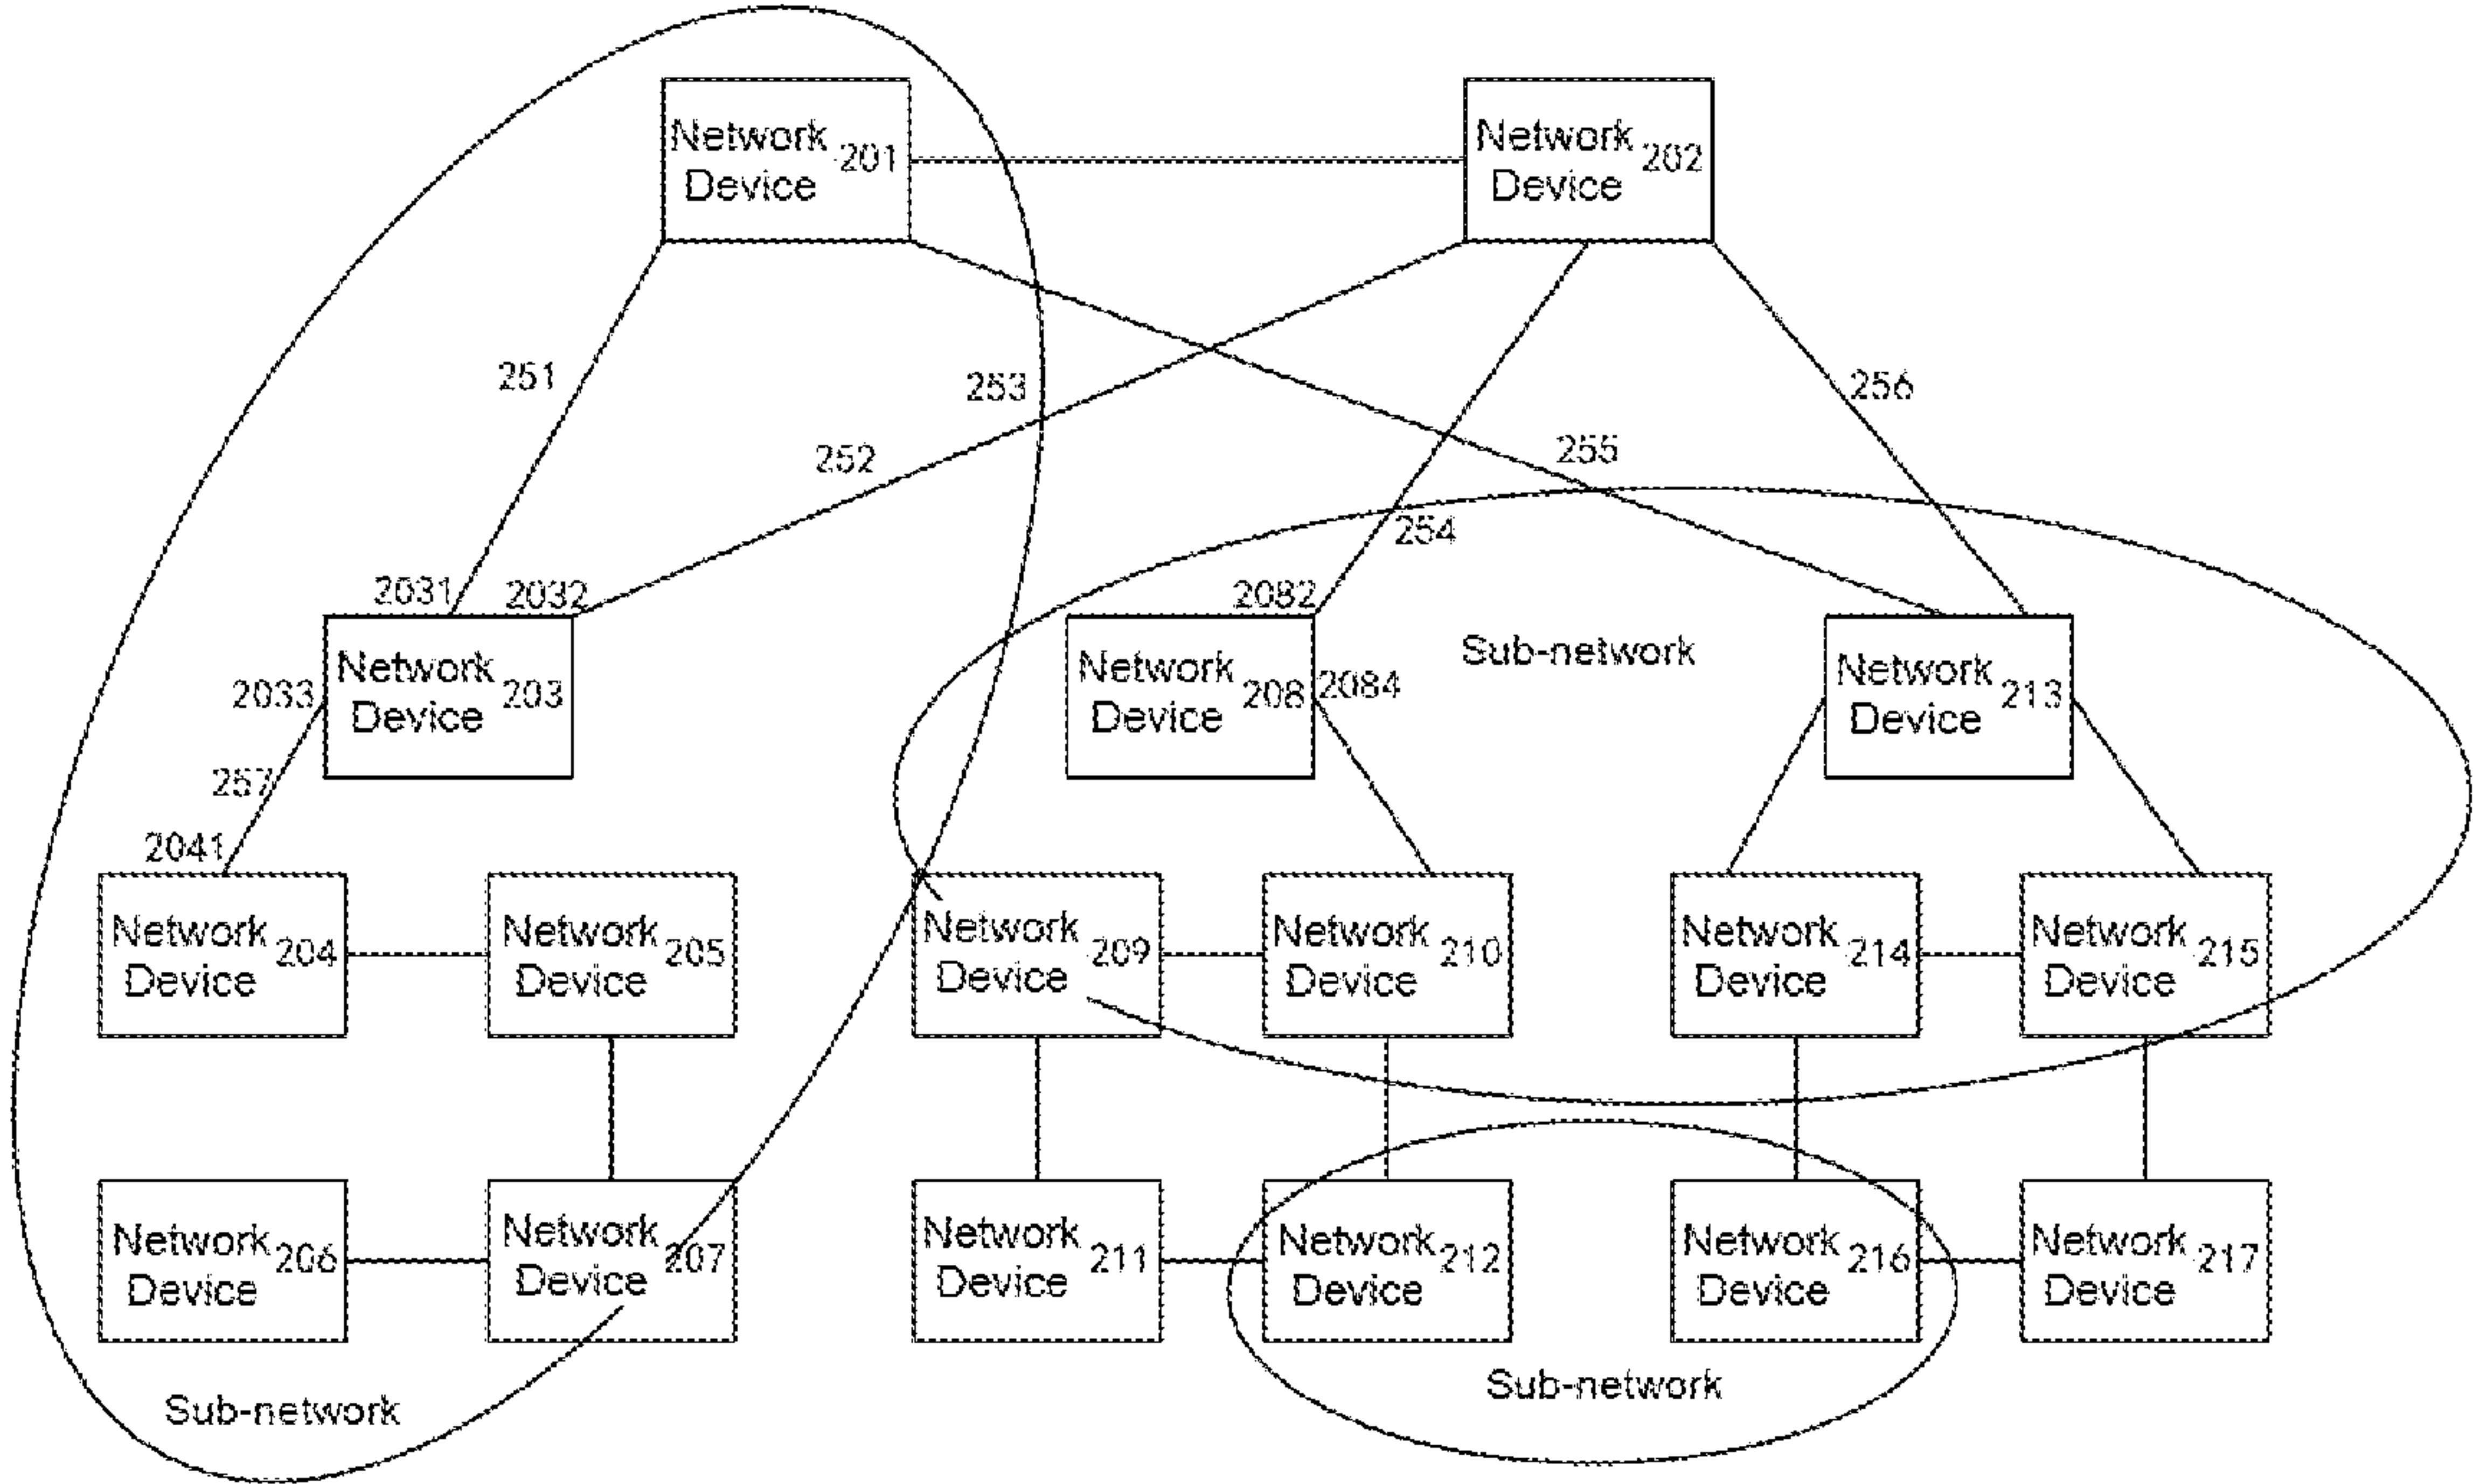 Network
Device
201
Network
Device
202
251
253
256
252
255
254
2031
2032
2082
Network
Device
203
2033
Network
Device
208
2084
Sub-network
Network
Device
213
257
2041
Network
Device
204
Network
Device
205
Network
Device
209
Network
Device
210
Network
Device
214
Network
Device
215
Network
Device
206
Network
Device
207
Network
Device
211
Network
Device
212
Network
Device
216
Network
Device
217
Sub-network
Sub-network